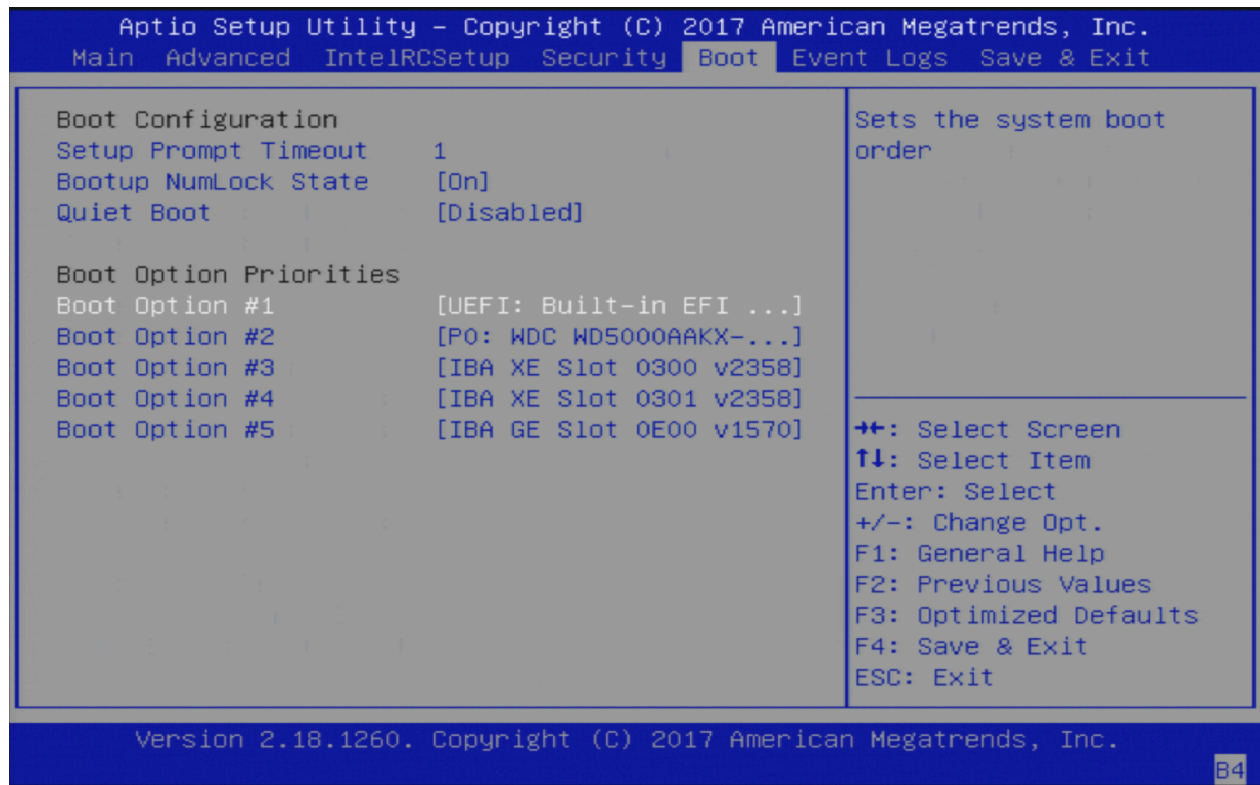 Aptio Setup Utility – Copyright (C) 2017 American Megatrends, Inc.
Main Advanced IntelRCSetup Security Boot Event Logs Save & Exit
Boot Configuration
Setup Prompt Timeout 1
Bootup NumLock State [On]
Quiet Boot [Disabled]
Boot Option Priorities
Boot Option #1 [UEFI: Built-in EFI ...]
Boot Option #2 [P0: WDC WD5000AAKX-...]
Boot Option #3 [IBA XE Slot 0300 v2358]
Boot Option #4 [IBA XE Slot 0301 v2358]
Boot Option #5 [IBA GE Slot 0E00 v1570]
Sets the system boot
order
→←: Select Screen
↑↓: Select Item
Enter: Select
+/-: Change Opt.
F1: General Help
F2: Previous Values
F3: Optimized Defaults
F4: Save & Exit
ESC: Exit
Version 2.18.1260. Copyright (C) 2017 American Megatrends, Inc.
B4